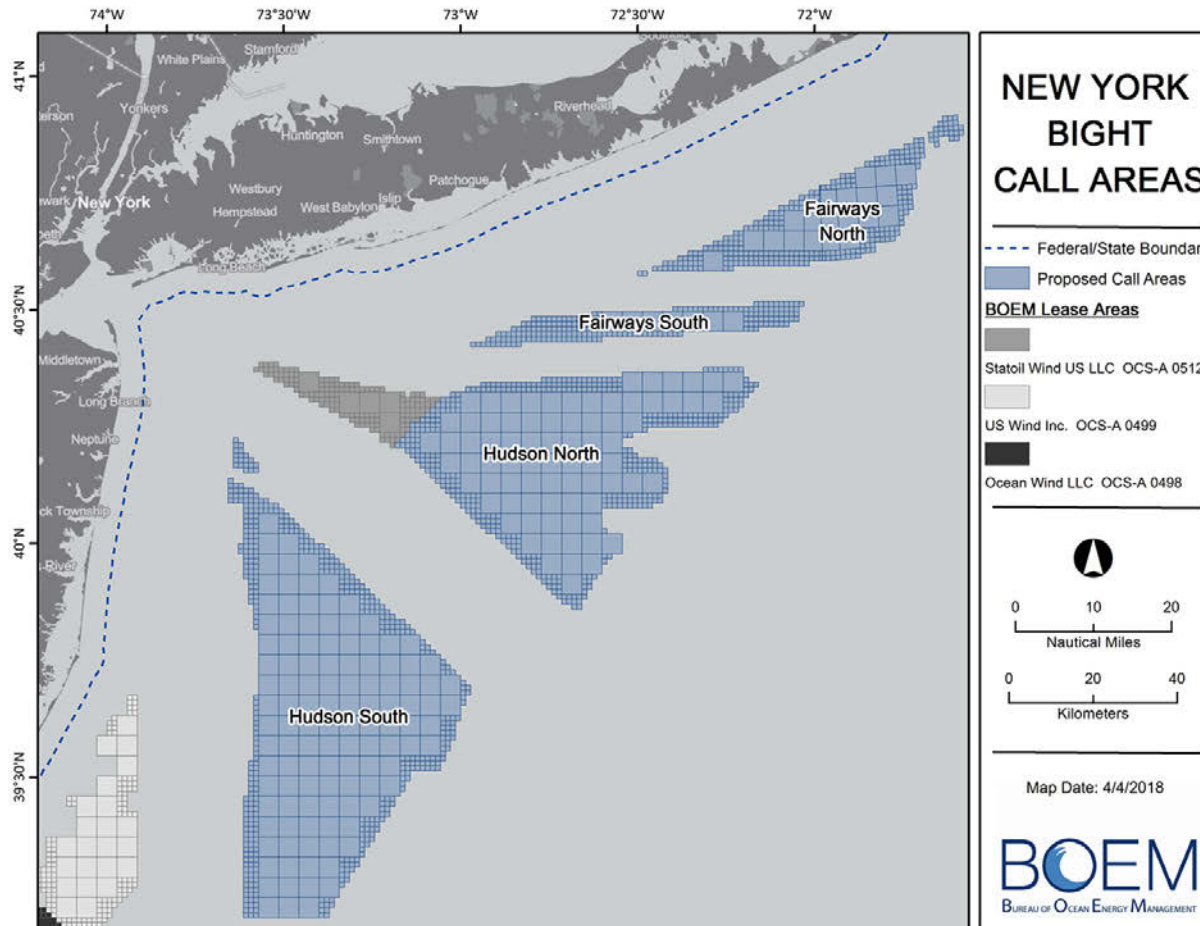 74°W
73°30'W
73°W
72°30'W
72°W
41°N
40°30'N
40°N
39°30'N
Stamford
White Plains
Yonkers
terson
Huntington
Smithtown
Riverhead
Patchogue
Westbury
Hempstead
West Babylon
Islip
ewark
New York
Long Beach
Middletown
Long Branch
Neptune
ck Township
River
Fairways
North
Fairways South
Hudson North
Hudson South
NEW YORK
BIGHT
CALL AREAS
Federal/State Boundar
Proposed Call Areas
BOEM Lease Areas
Statoil Wind US LLC OCS-A 0512
US Wind Inc. OCS-A 0499
Ocean Wind LLC OCS-A 0498
0 10 20
Nautical Miles
0 20 40
Kilometers
Map Date: 4/4/2018
BOEM
BUREAU OF OCEAN ENERGY MANAGEMENT